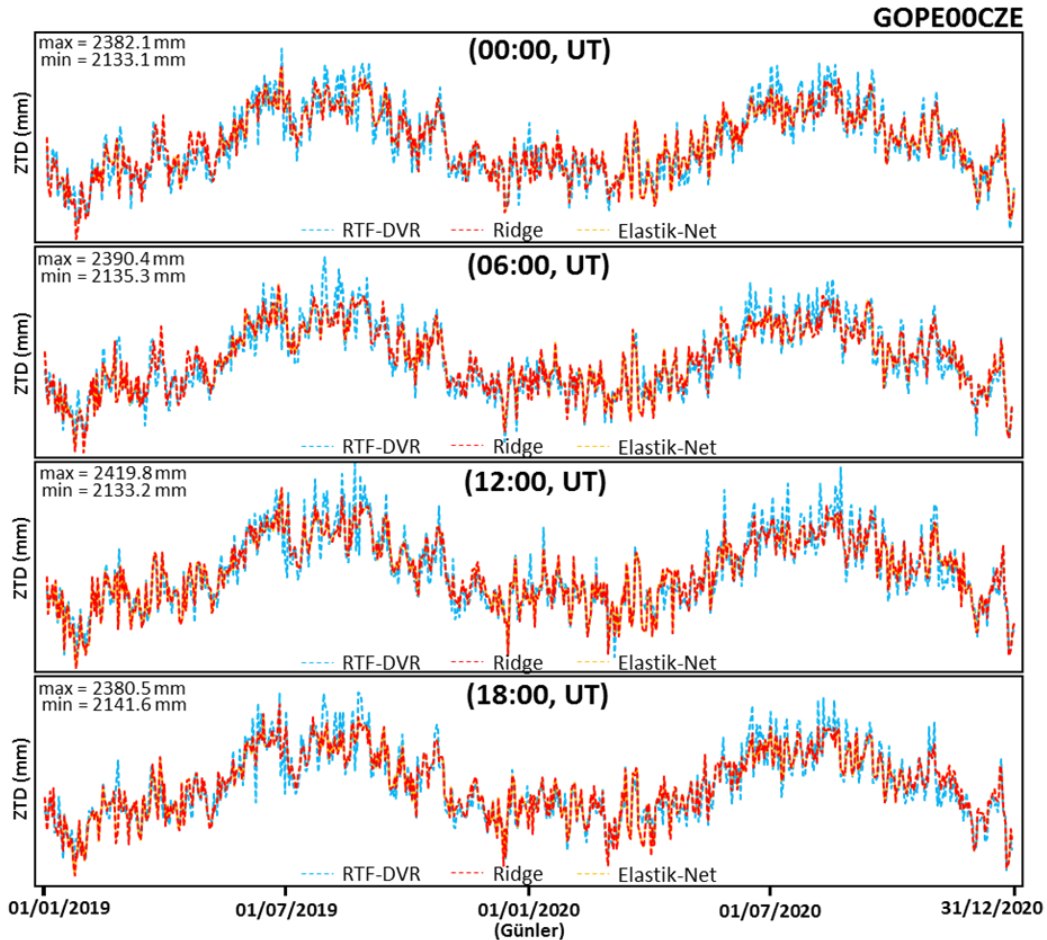 GOPE00CZE
max = 2382.1 mm
min = 2133.1 mm
(00:00, UT)
ZTD (mm)
RTF-DVR Ridge Elastik-Net
max = 2390.4 mm
min = 2135.3 mm
(06:00, UT)
ZTD (mm)
RTF-DVR Ridge Elastik-Net
max = 2419.8 mm
min = 2133.2 mm
(12:00, UT)
ZTD (mm)
RTF-DVR Ridge Elastik-Net
max = 2380.5 mm
min = 2141.6 mm
(18:00, UT)
ZTD (mm)
RTF-DVR Ridge Elastik-Net
01/01/2019 01/07/2019 01/01/2020 01/07/2020 31/12/2020
(Günler)